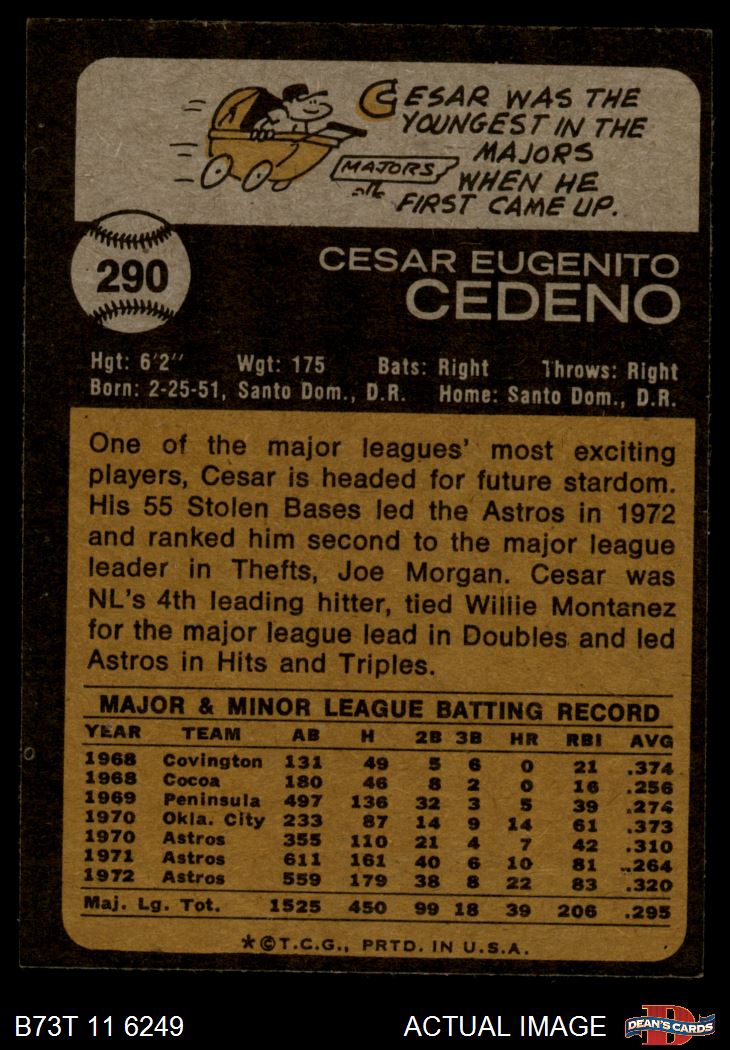 CESAR WAS THE
YOUNGEST IN THE
MAJORS
MAJORS
WHEN HE
FIRST CAME UP.
290
CESAR EUGENITO
CEDENO
Hgt: 6'2" Wgt: 175 Bats: Right Throws: Right
Born: 2-25-51, Santo Dom., D.R. Home: Santo Dom., D.R.
One of the major leagues' most exciting
players, Cesar is headed for future stardom.
His 55 Stolen Bases led the Astros in 1972
and ranked him second to the major league
leader in Thefts, Joe Morgan. Cesar was
NL's 4th leading hitter, tied Willie Montanez
for the major league lead in Doubles and led
Astros in Hits and Triples.
MAJOR & MINOR LEAGUE BATTING RECORD
YEAR TEAM AB H 2B 3B HR RBI AVG
1968 Covington 131 49 5 6 0 21 .374
1968 Cocoa 180 46 8 2 0 16 .256
1969 Peninsula 497 136 32 3 5 39 .274
1970 Okla. City 233 87 14 9 14 61 .373
1970 Astros 355 110 21 4 7 42 .310
1971 Astros 611 161 40 6 10 81 .264
1972 Astros 559 179 38 8 22 83 .320
Maj. Lg. Tot. 1525 450 99 18 39 206 .295
*©T.C.G., PRTD. IN U.S.A.
B73T 11 6249 ACTUAL IMAGE
D
DEAN'S CARDS